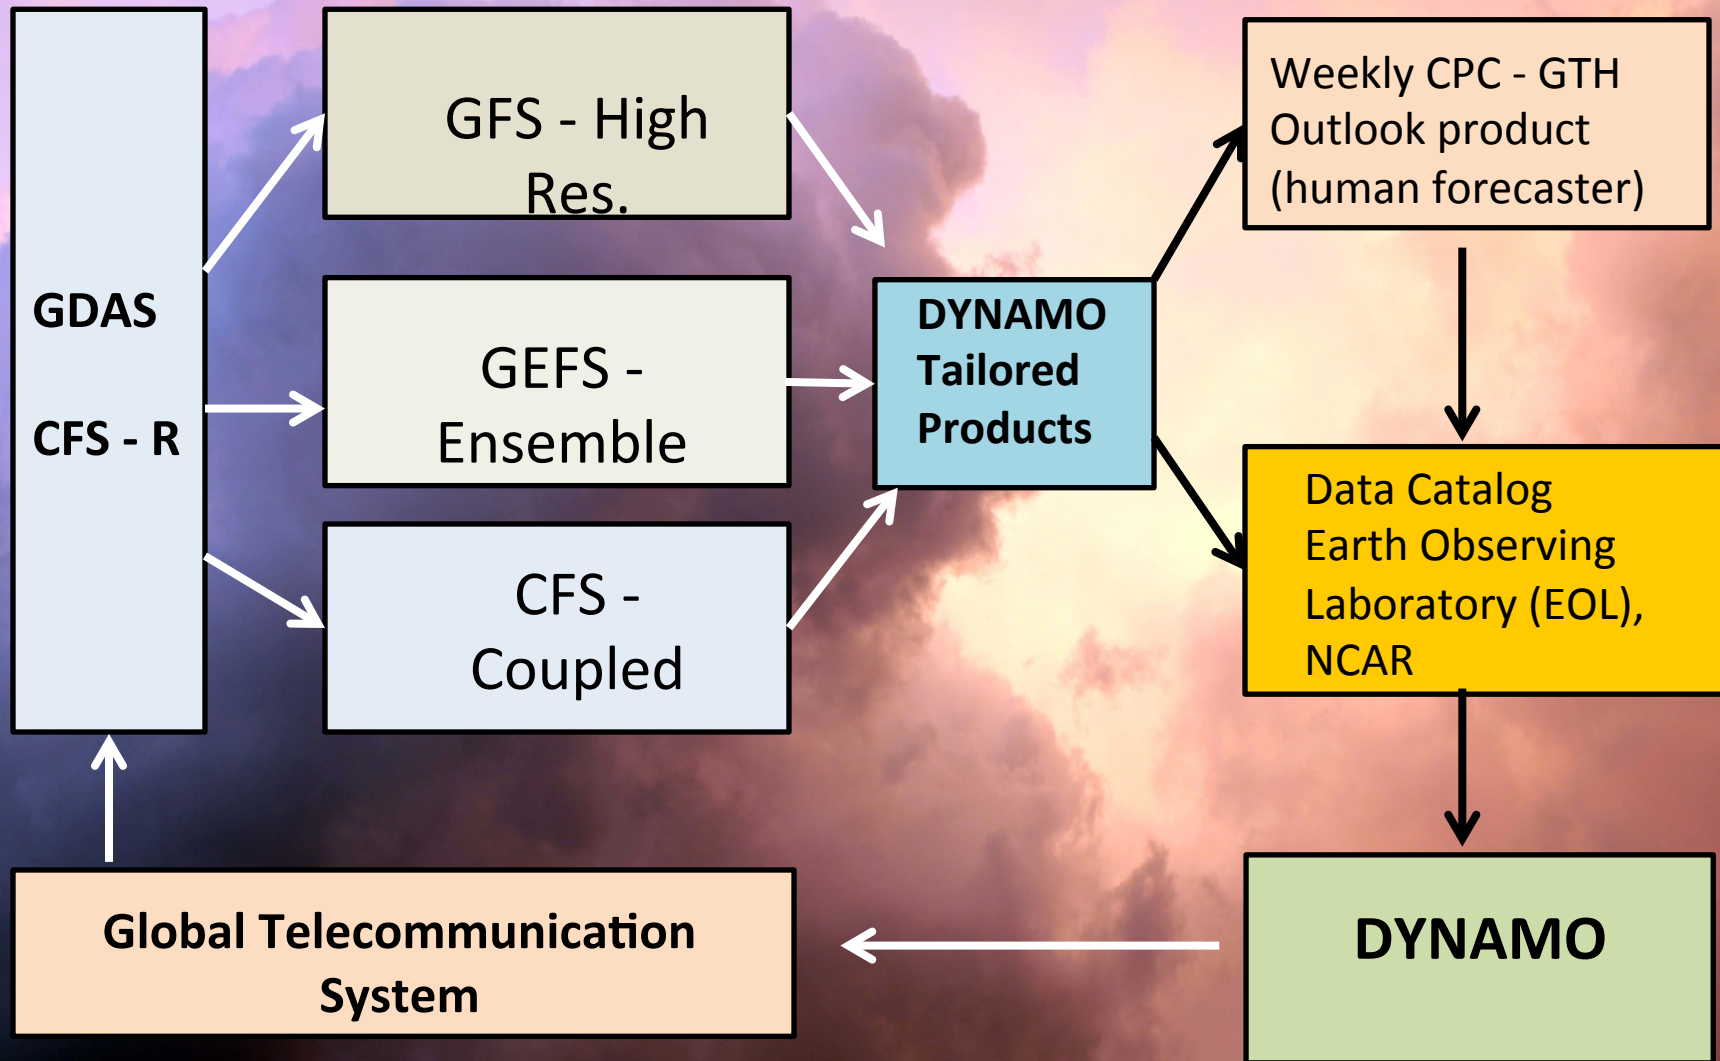 GDAS
CFS - R
GFS - High
Res.
GEFS -
Ensemble
CFS -
Coupled
DYNAMO
Tailored
Products
Weekly CPC - GTH
Outlook product
(human forecaster)
Data Catalog
Earth Observing
Laboratory (EOL),
NCAR
Global Telecommunication
System
DYNAMO